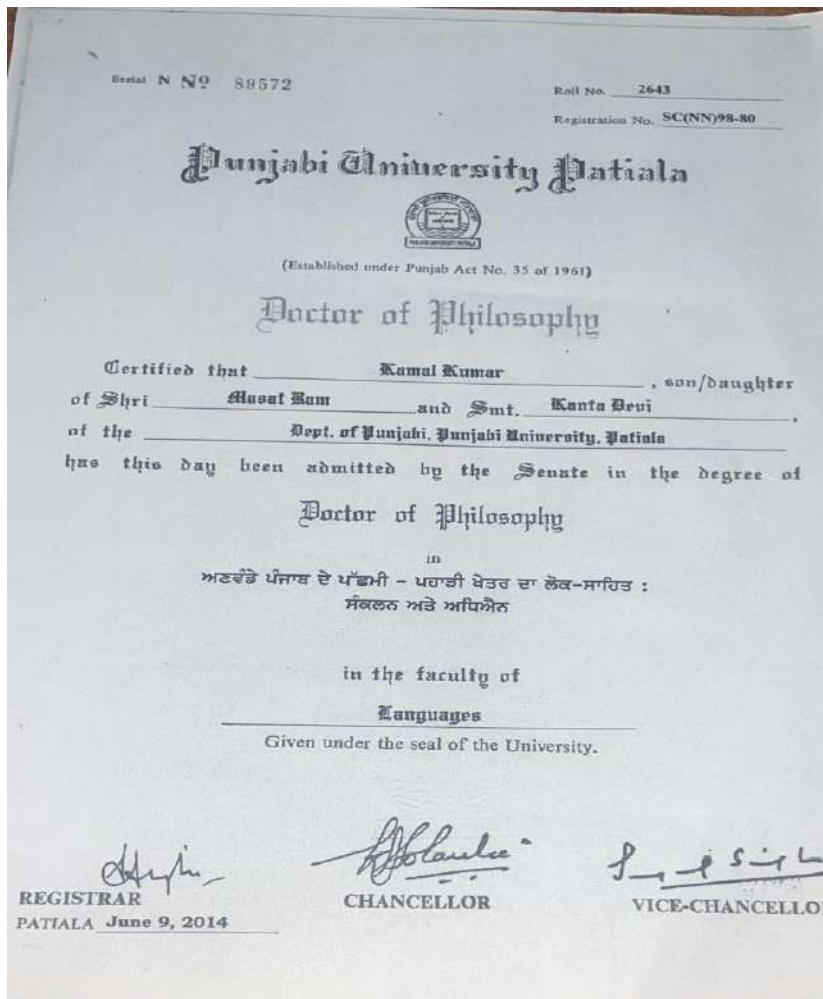 Serial N Nº 89572
Roll No. 2643
Registration No. SC(NN)98-80
Punjabi University Patiala
(Established under Punjab Act No. 35 of 1961)
Doctor of Philosophy
Certified that Kamal Kumar , son/daughter
of Shri Musat Ram and Smt. Kanta Devi ,
of the Dept. of Punjabi, Punjabi University, Patiala
has this day been admitted by the Senate in the degree of
Doctor of Philosophy
in
ਅਣਵੰਡੇ ਪੰਜਾਬ ਦੇ ਪੱਛਮੀ - ਪਹਾੜੀ ਖੇਤਰ ਦਾ ਲੋਕ-ਸਾਹਿਤ :
ਸੰਕਲਨ ਅਤੇ ਅਧਿਐਨ
in the faculty of
Languages
Given under the seal of the University.
REGISTRAR
CHANCELLOR
VICE-CHANCELLO
PATIALA June 9, 2014